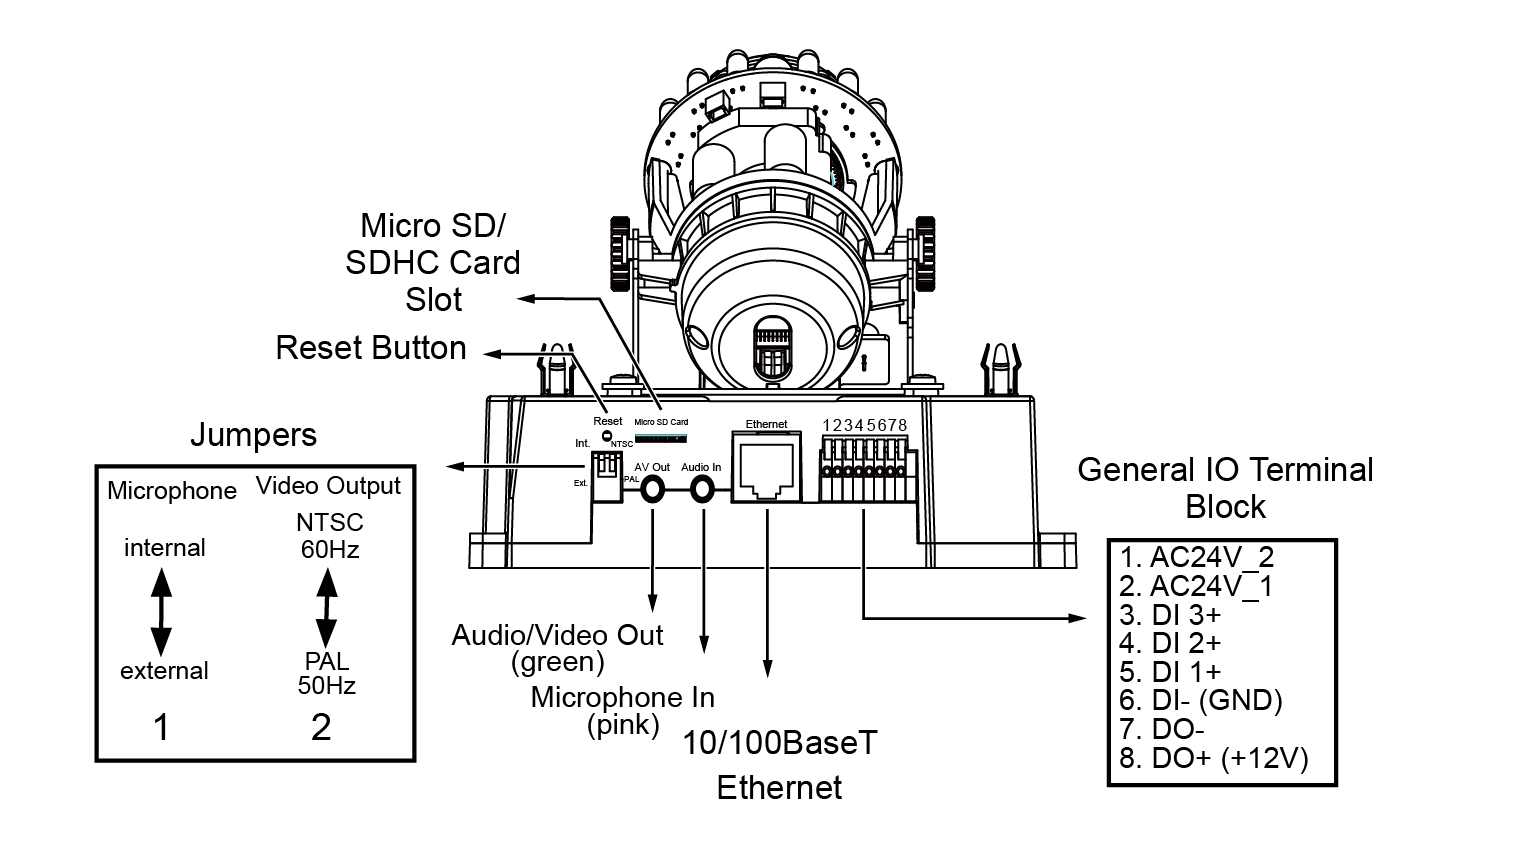 Micro SD/
SDHC Card
Slot
Reset Button
Reset
Micro SD Card
Ethernet
12345678
Int.
NTSC
AV Out
Audio In
Ext.
PAL
Jumpers
Microphone
Video Output
internal
NTSC
60Hz
external
PAL
50Hz
1
2
Audio/Video Out
(green)
Microphone In
(pink)
10/100BaseT
Ethernet
General IO Terminal
Block
1. AC24V_2
2. AC24V_1
3. DI 3+
4. DI 2+
5. DI 1+
6. DI- (GND)
7. DO-
8. DO+ (+12V)